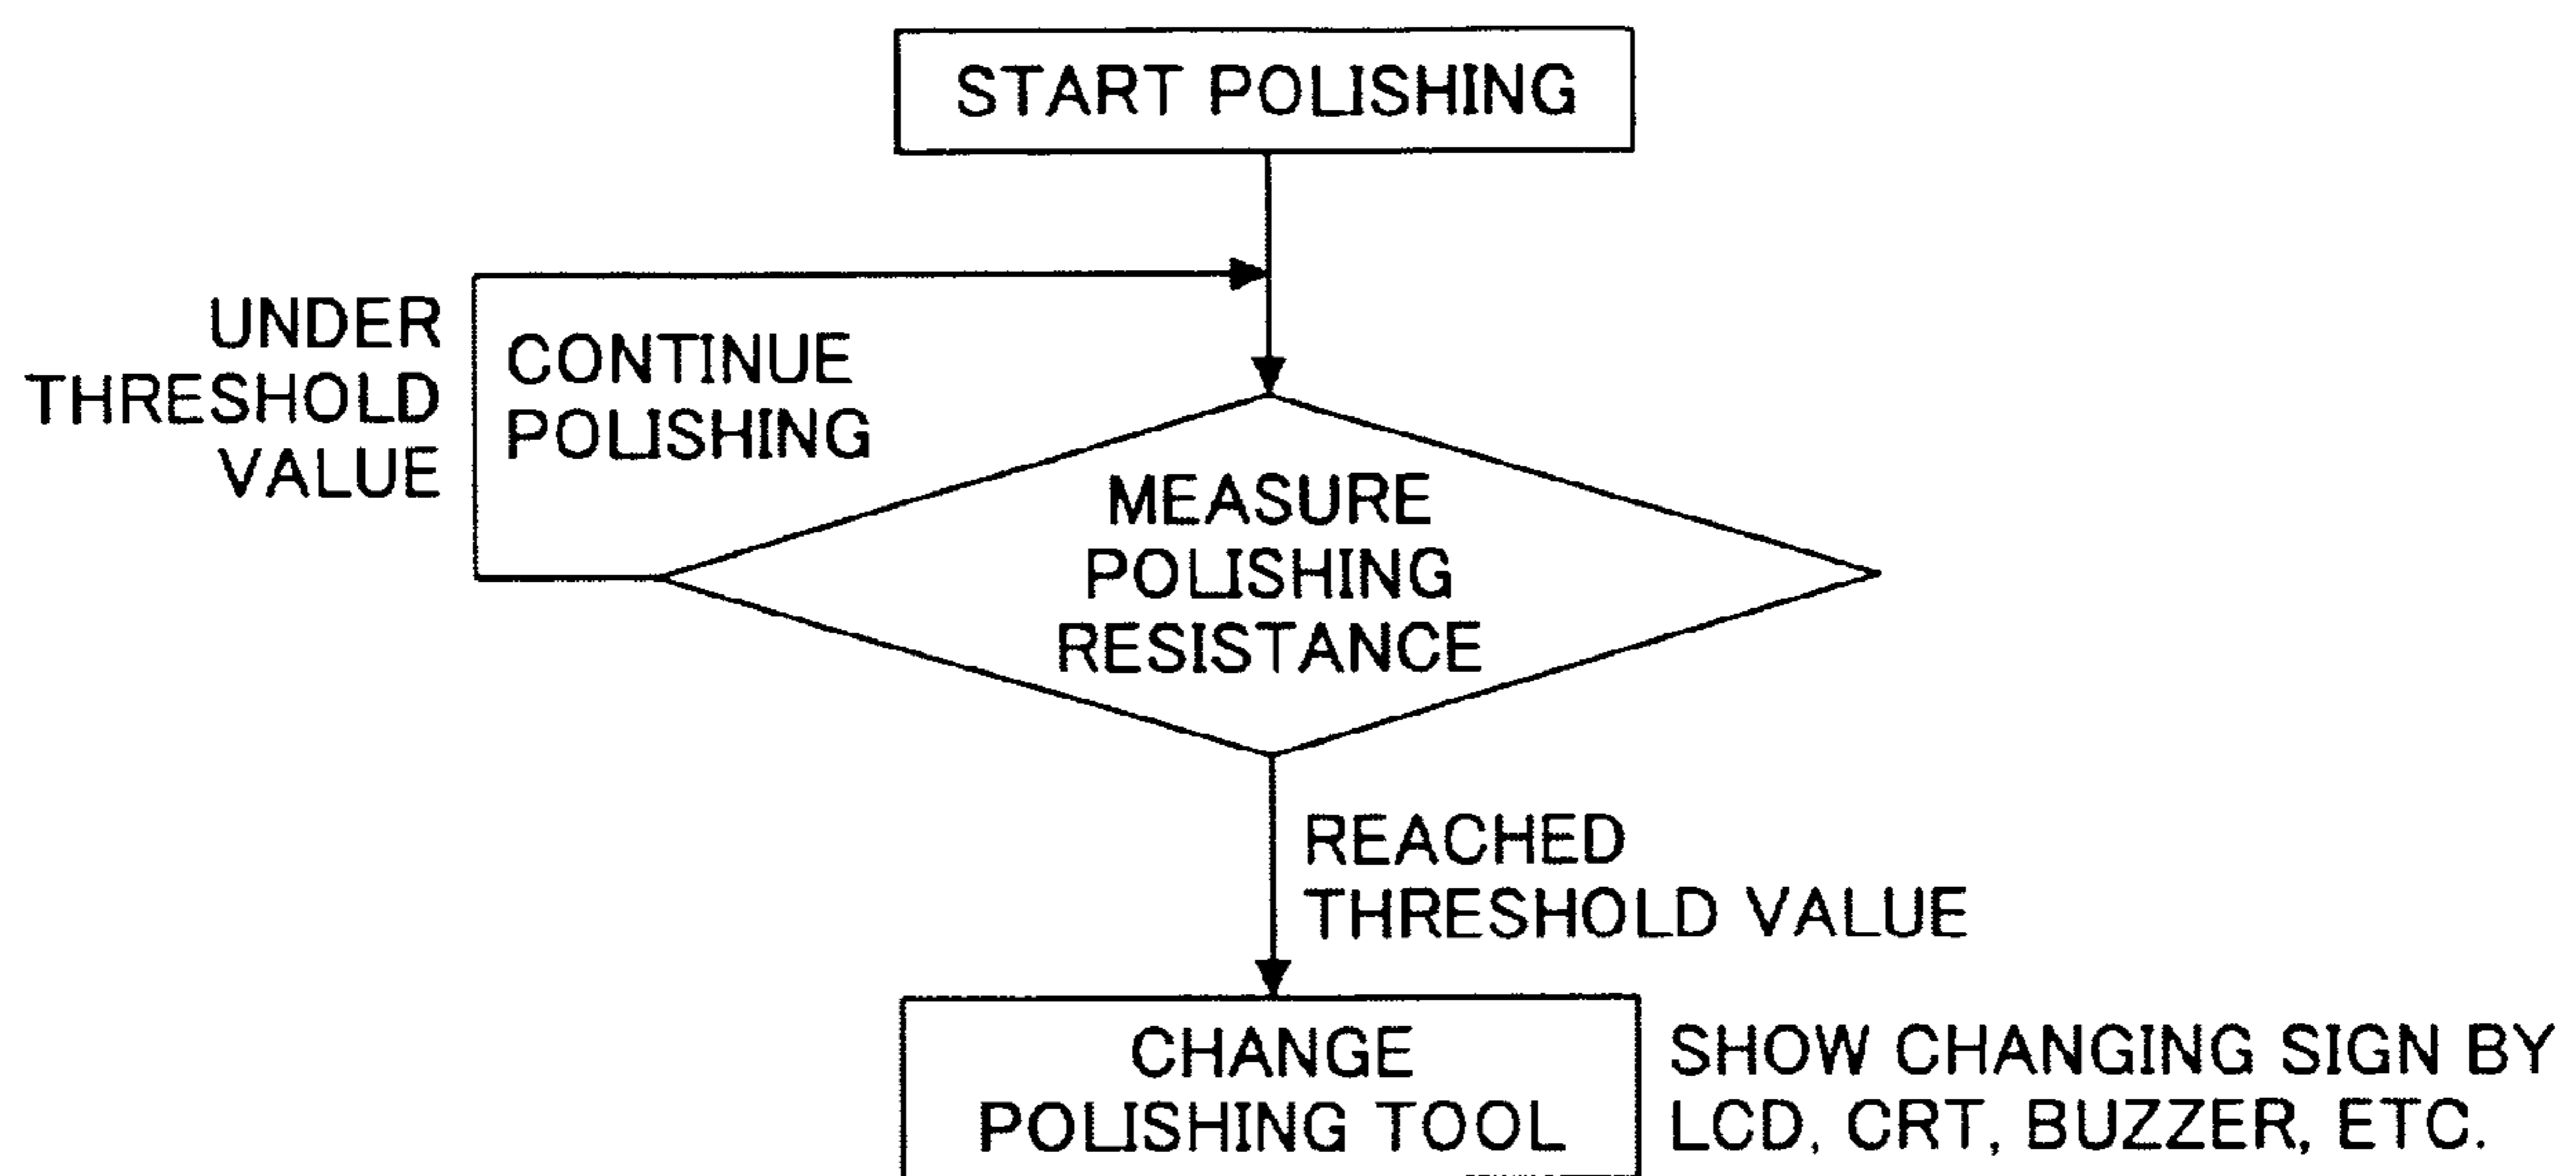 START POLISHING
UNDER
THRESHOLD
VALUE
CONTINUE
POLISHING
MEASURE
POLISHING
RESISTANCE
REACHED
THRESHOLD VALUE
CHANGE
POLISHING TOOL
SHOW CHANGING SIGN BY
LCD, CRT, BUZZER, ETC.